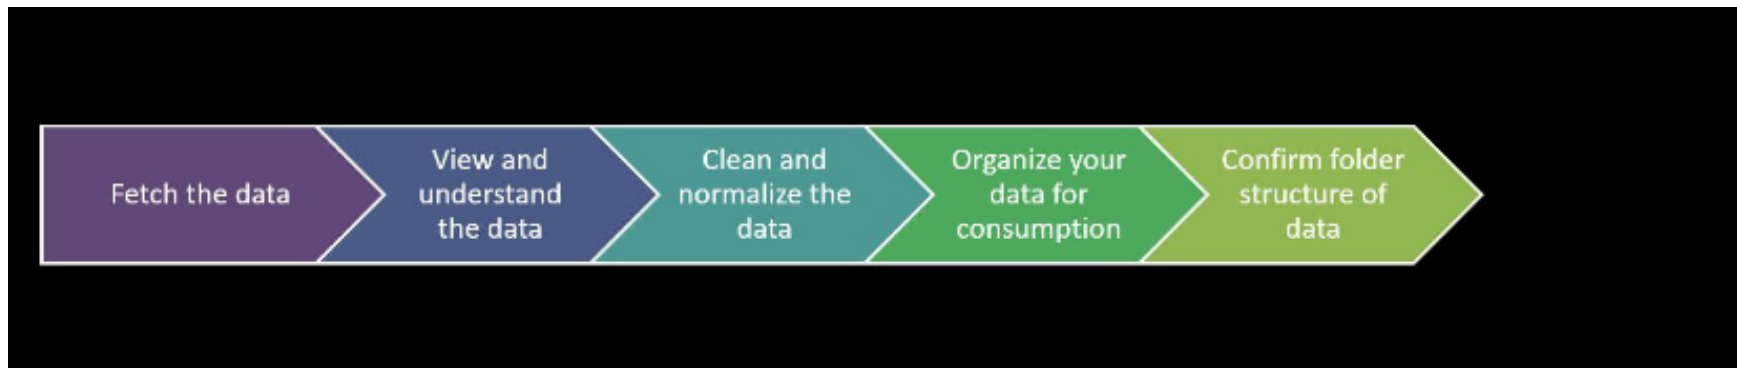 Fetch the data
View and
understand
the data
Clean and
normalize the
data
Organize your
data for
consumption
Confirm folder
structure of
data